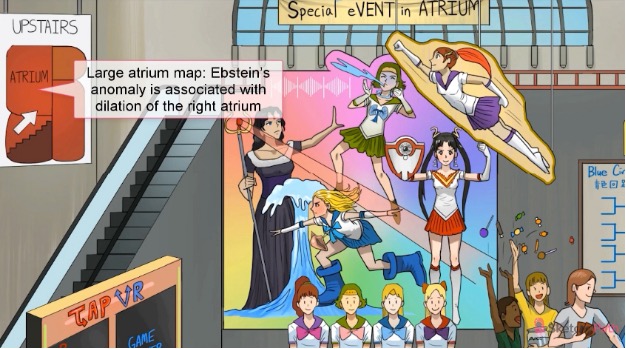 Special eVENT in ATRIUM
UPSTAIRS
ATRIUM
Large atrium map: Ebstein's
anomaly is associated with
dilation of the right atrium
Blue Cir
TAP VR
GAME